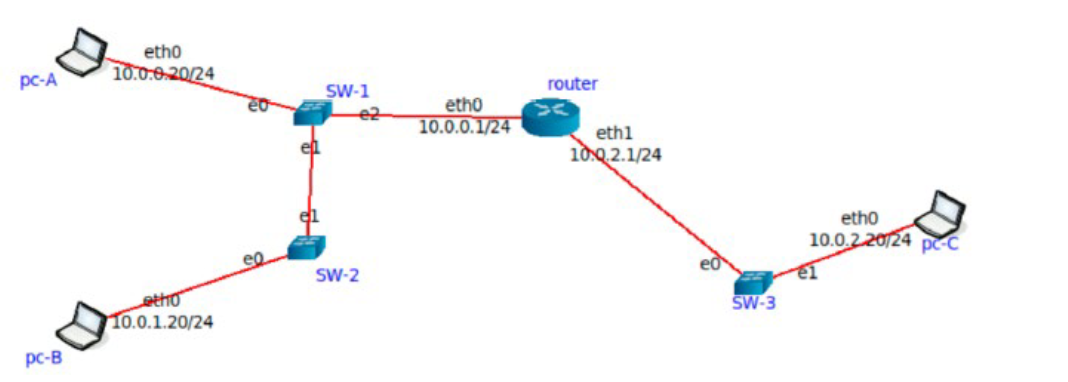 eth0
10.0.0.20/24
pc-A
e0
SW-1
e2
eth0
10.0.0.1/24
router
eth1
10.0.2.1/24
e1
e1
e0
SW-2
eth0
10.0.1.20/24
pc-B
e0
SW-3
e1
eth0
10.0.2.20/24
pc-C